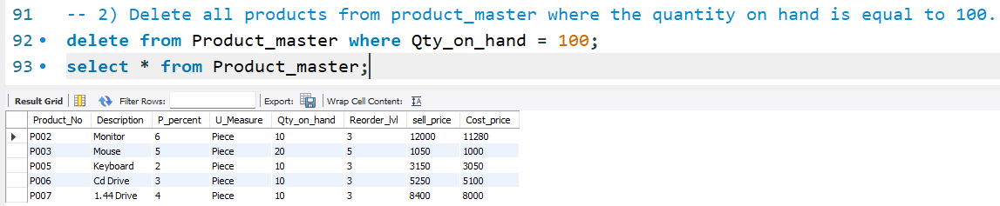 91 -- 2) Delete all products from product_master where the quantity on hand is equal to 100.
92 delete from Product_master where Qty_on_hand = 100;
93 select * from Product_master;
Result Grid Filter Rows: Export: Wrap Cell Content: IA
Product_No Description P_percent U_Measure Qty_on_hand Reorder_lvl sell_price Cost_price
P002 Monitor 6 Piece 10 3 12000 11280
P003 Mouse 5 Piece 20 5 1050 1000
P005 Keyboard 2 Piece 10 3 3150 3050
P006 Cd Drive 3 Piece 10 3 5250 5100
P007 1.44 Drive 4 Piece 10 3 8400 8000